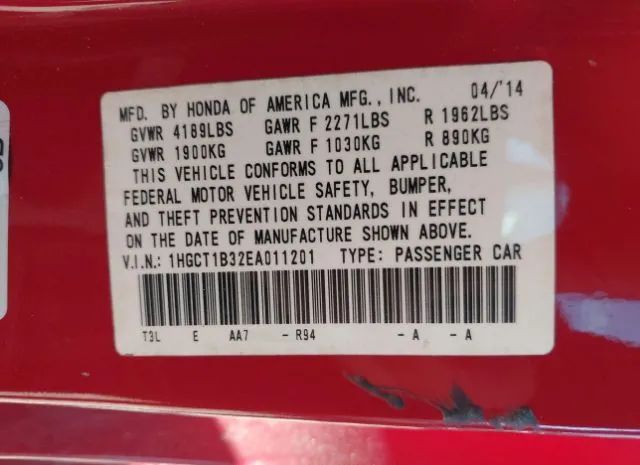 MFD. BY HONDA OF AMERICA MFG., INC. 04/'14
GVWR 4189LBS GAWR F 2271LBS R 1962LBS
GVWR 1900KG GAWR F 1030KG R 890KG
THIS VEHICLE CONFORMS TO ALL APPLICABLE
FEDERAL MOTOR VEHICLE SAFETY, BUMPER,
AND THEFT PREVENTION STANDARDS IN EFFECT
ON THE DATE OF MANUFACTURE SHOWN ABOVE.
V.I.N.: 1HGCT1B32EA011201 TYPE: PASSENGER CAR
T3L E AA7 - R94 - A - A